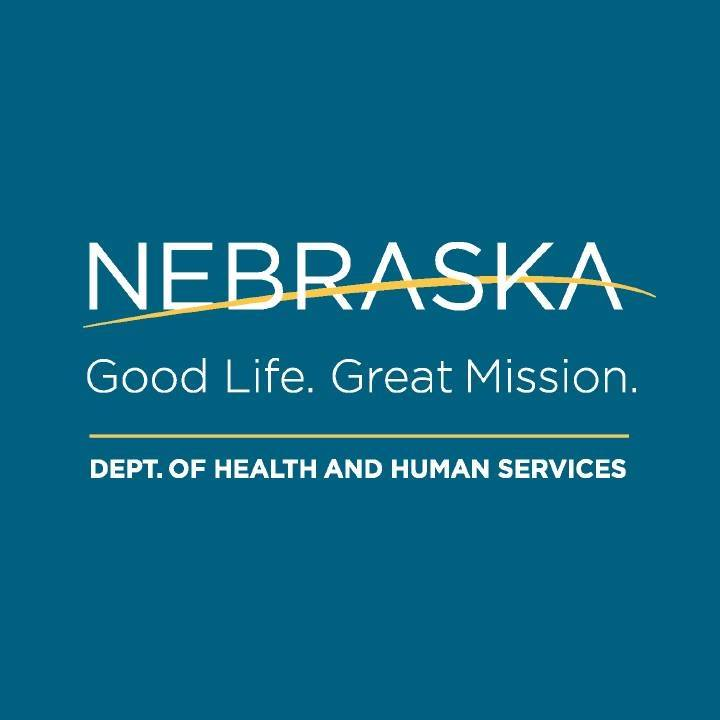 NEBRASKA
Good Life. Great Mission.
DEPT. OF HEALTH AND HUMAN SERVICES